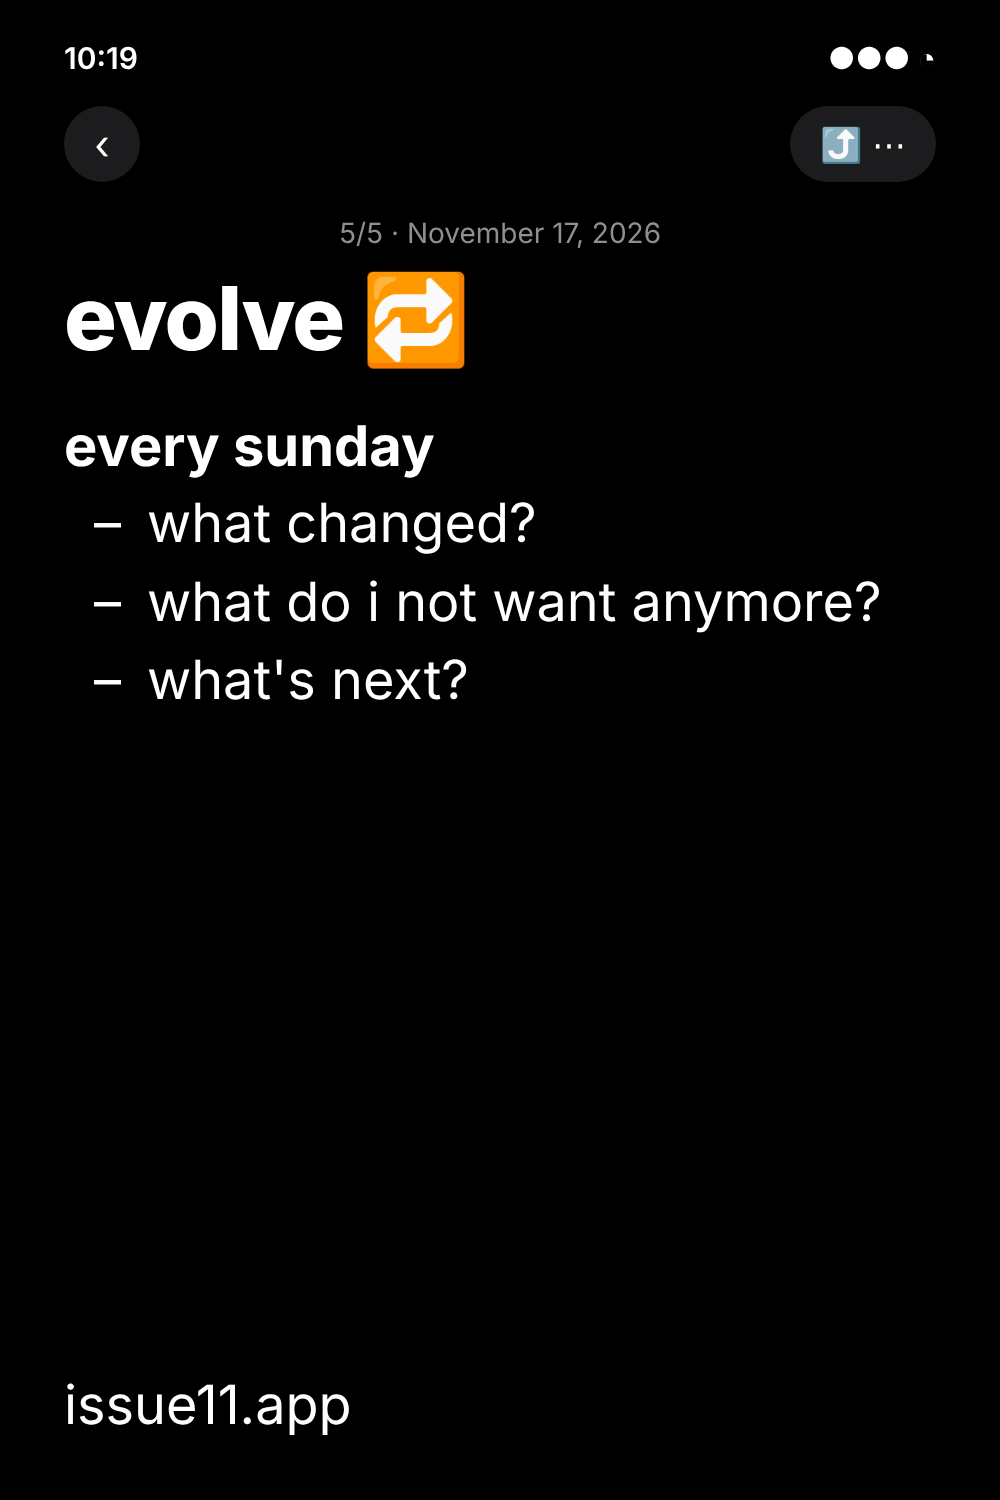 10:19
5/5 · November 17, 2026
evolve 🔁
every sunday
– what changed?
– what do i not want anymore?
– what's next?
issue11.app